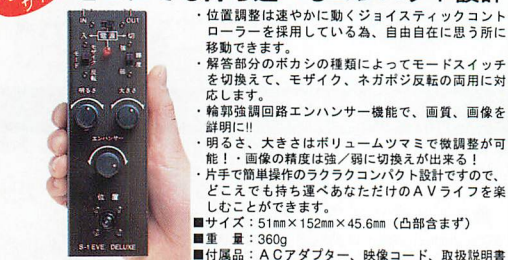 IN OUT
入 電源 切
明るさ 大きさ
エンハンサー
位置
S-1 EVE DELUXE
・位置調整は速やかに動くジョイスティックコント
ローラーを採用している為、自由自在に思う所に
移動できます。
・解答部分のボカシの種類によってモードスイッチ
を切換えて、モザイク、ネガポジ反転の両用に対
応します。
・輪郭強調回路エンハンサー機能で、画質、画像を
詳明に!!
・明るさ、大きさはボリュームツマミで微調整が可
能！・画像の精度は強／弱に切換えが出来る！
・片手で簡単操作のラクラクコンパクト設計ですので、
どこでも持ち運べあなただけのAVライフを楽
しむことができます。
■サイズ：51㎜×152㎜×45.6㎜（凸部含まず）
■重　量：360g
■付属品：ACアダプター、映像コード、取扱説明書